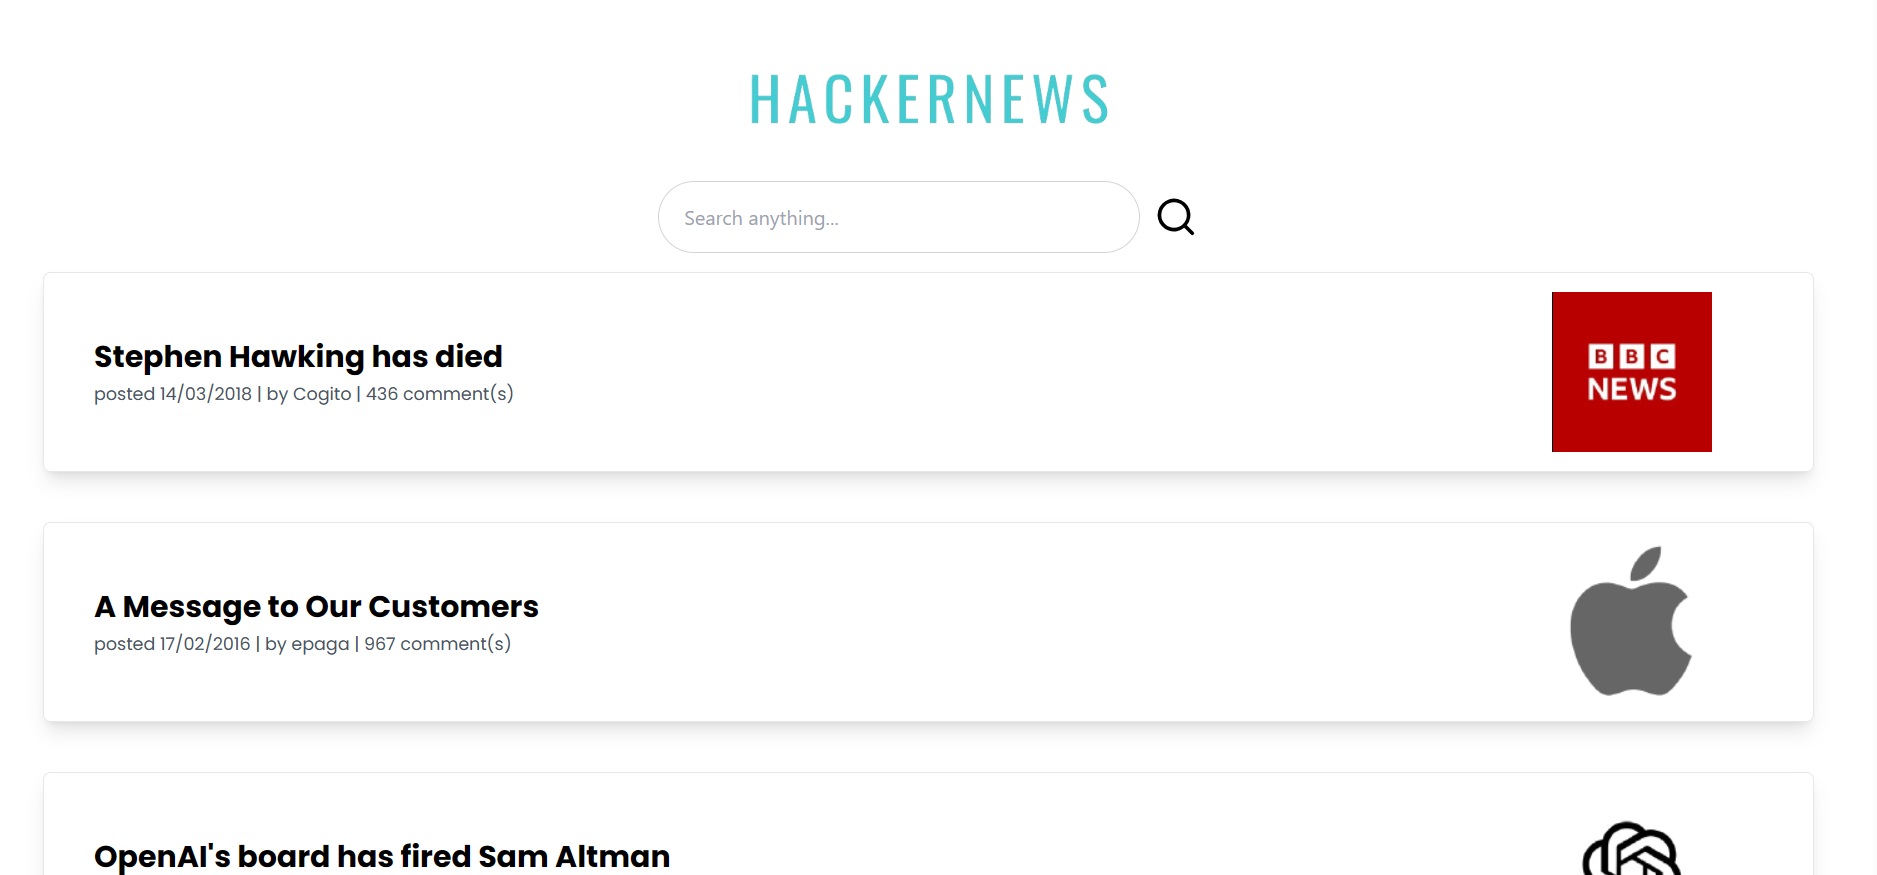 HACKERNEWS
Search anything...
Stephen Hawking has died
posted 14/03/2018 | by Cogito | 436 comment(s)
BBC
NEWS
A Message to Our Customers
posted 17/02/2016 | by epaga | 967 comment(s)
OpenAI's board has fired Sam Altman